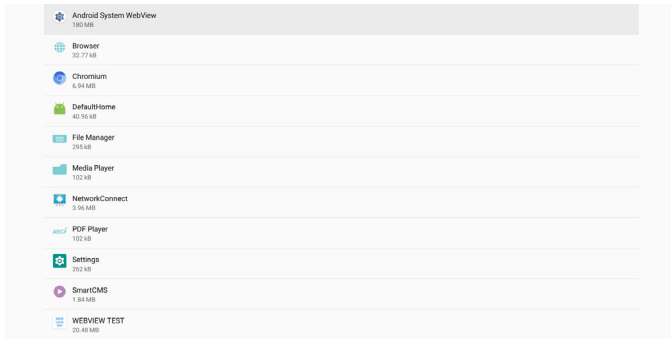 Android System WebView
180 MB
Browser
32.77 kB
Chromium
6.94 MB
DefaultHome
40.96 kB
File Manager
295 kB
Media Player
102 kB
NetworkConnect
3.96 MB
PDF Player
102 kB
Settings
262 kB
SmartCMS
1.84 MB
WEBVIEW TEST
20.48 MB